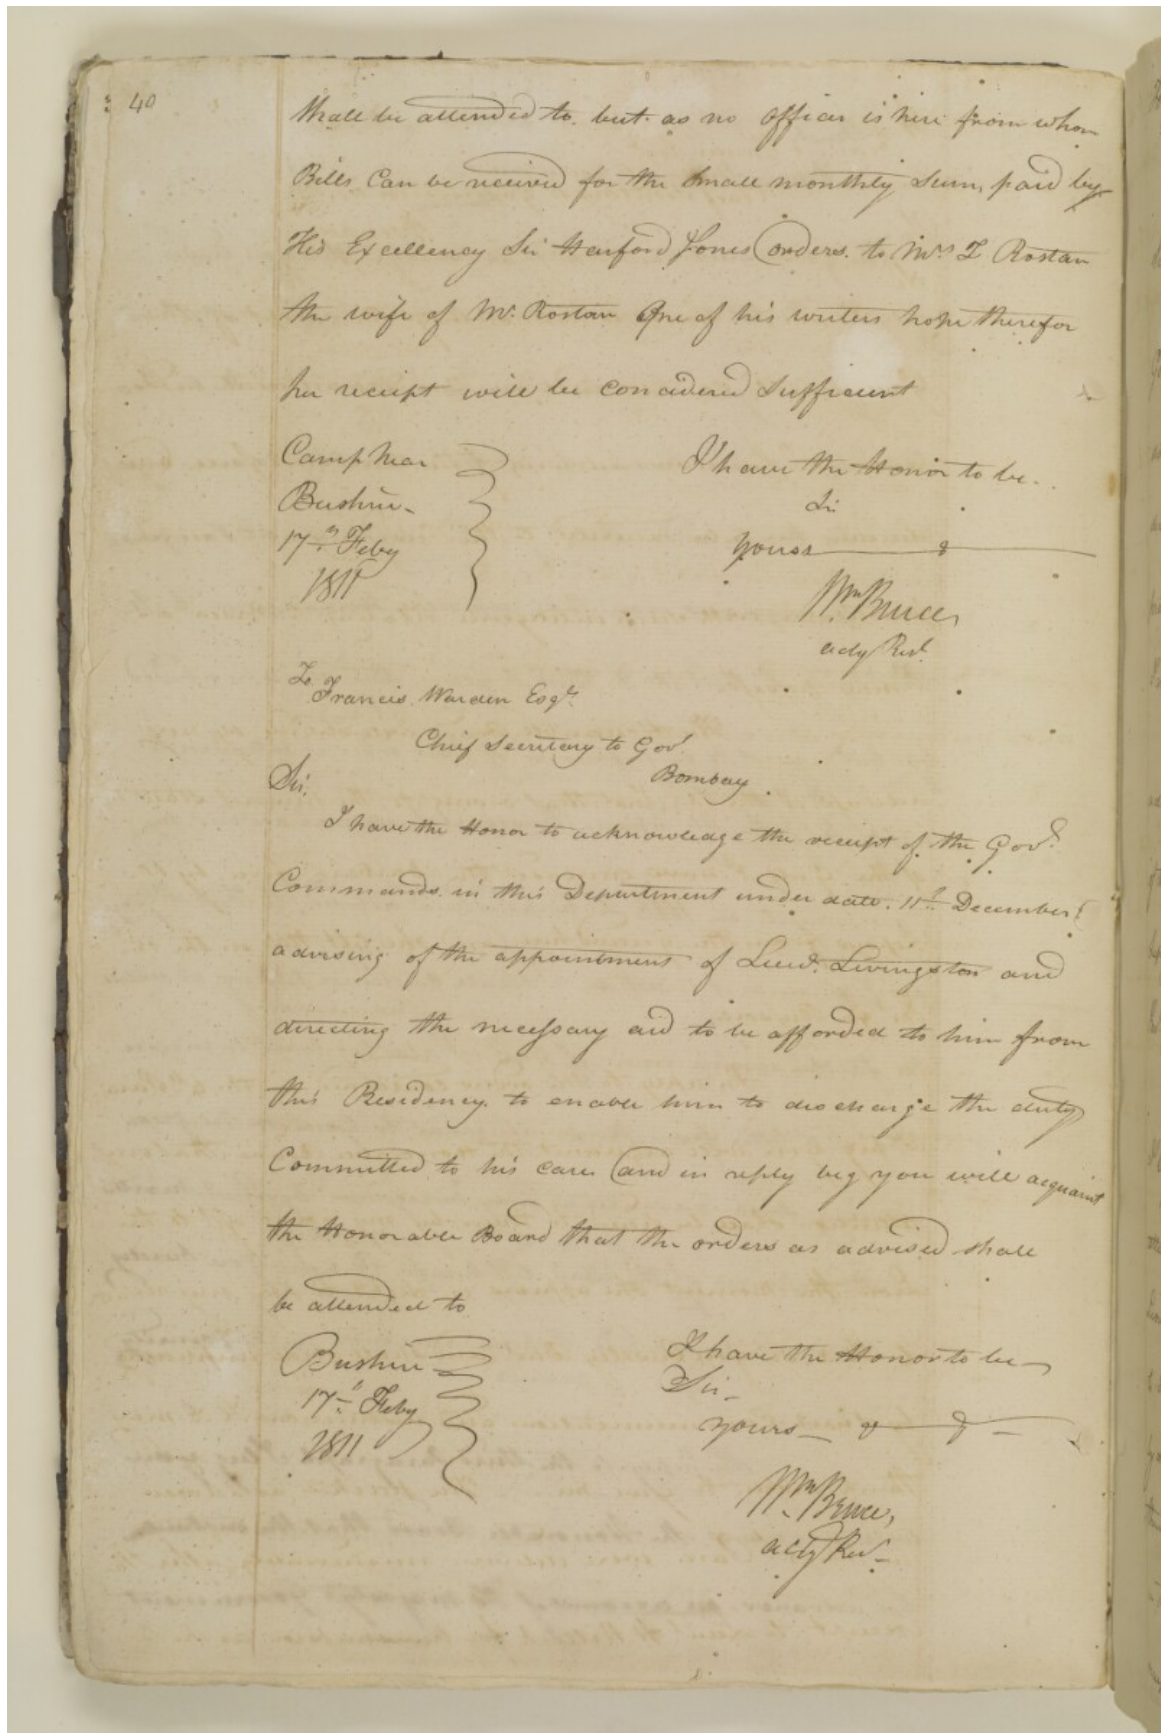 40
Shall be attended to. but as no officer is here from whom
Bills Can be received for the Small monthly Sum, paid by
His Excellency Sir Harford Jones orders. to Mrs. Rostan
the wife of Mr. Rostan One of his writers hope therefor
her receipt will be concidered Sufficient
Camp Near
Bushire
17th Feby
1811
I have the Honor to be..
Sir
Yours &
Wm Bruce,
actg Rest.
To
Francis Warden Esqr.
Chief Secretary to Govt
Bombay.
Sir,
I have the Honor to acknowledge the receipt of the Govt.
Commands in this Department under date. 11th December
advising of the appointment of Lieut. Livingston and
directing the necessary aid to be afforded to him from
this Residency. to enable him to discharge the duty
Committed to his care and in reply beg you will acquaint
the Honorable Board that the orders as advised shall
be attended to
Bushire
17th Feby
1811
I have the Honor to be
Sir
yours &
Wm Bruce,
actg Rest